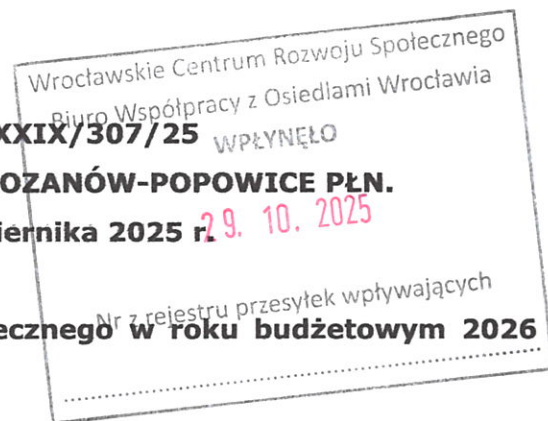 Wrocławskie Centrum Rozwoju Społecznego
Biuro Współpracy z Osiedlami Wrocławia
XXIX/307/25 WPŁYNĘŁO
OZANÓW-POPOWICE PŁN.
iernika 2025 r. 29. 10. 2025
Nr z rejestru przesyłek wpływających
ecznego w roku budżetowym 2026